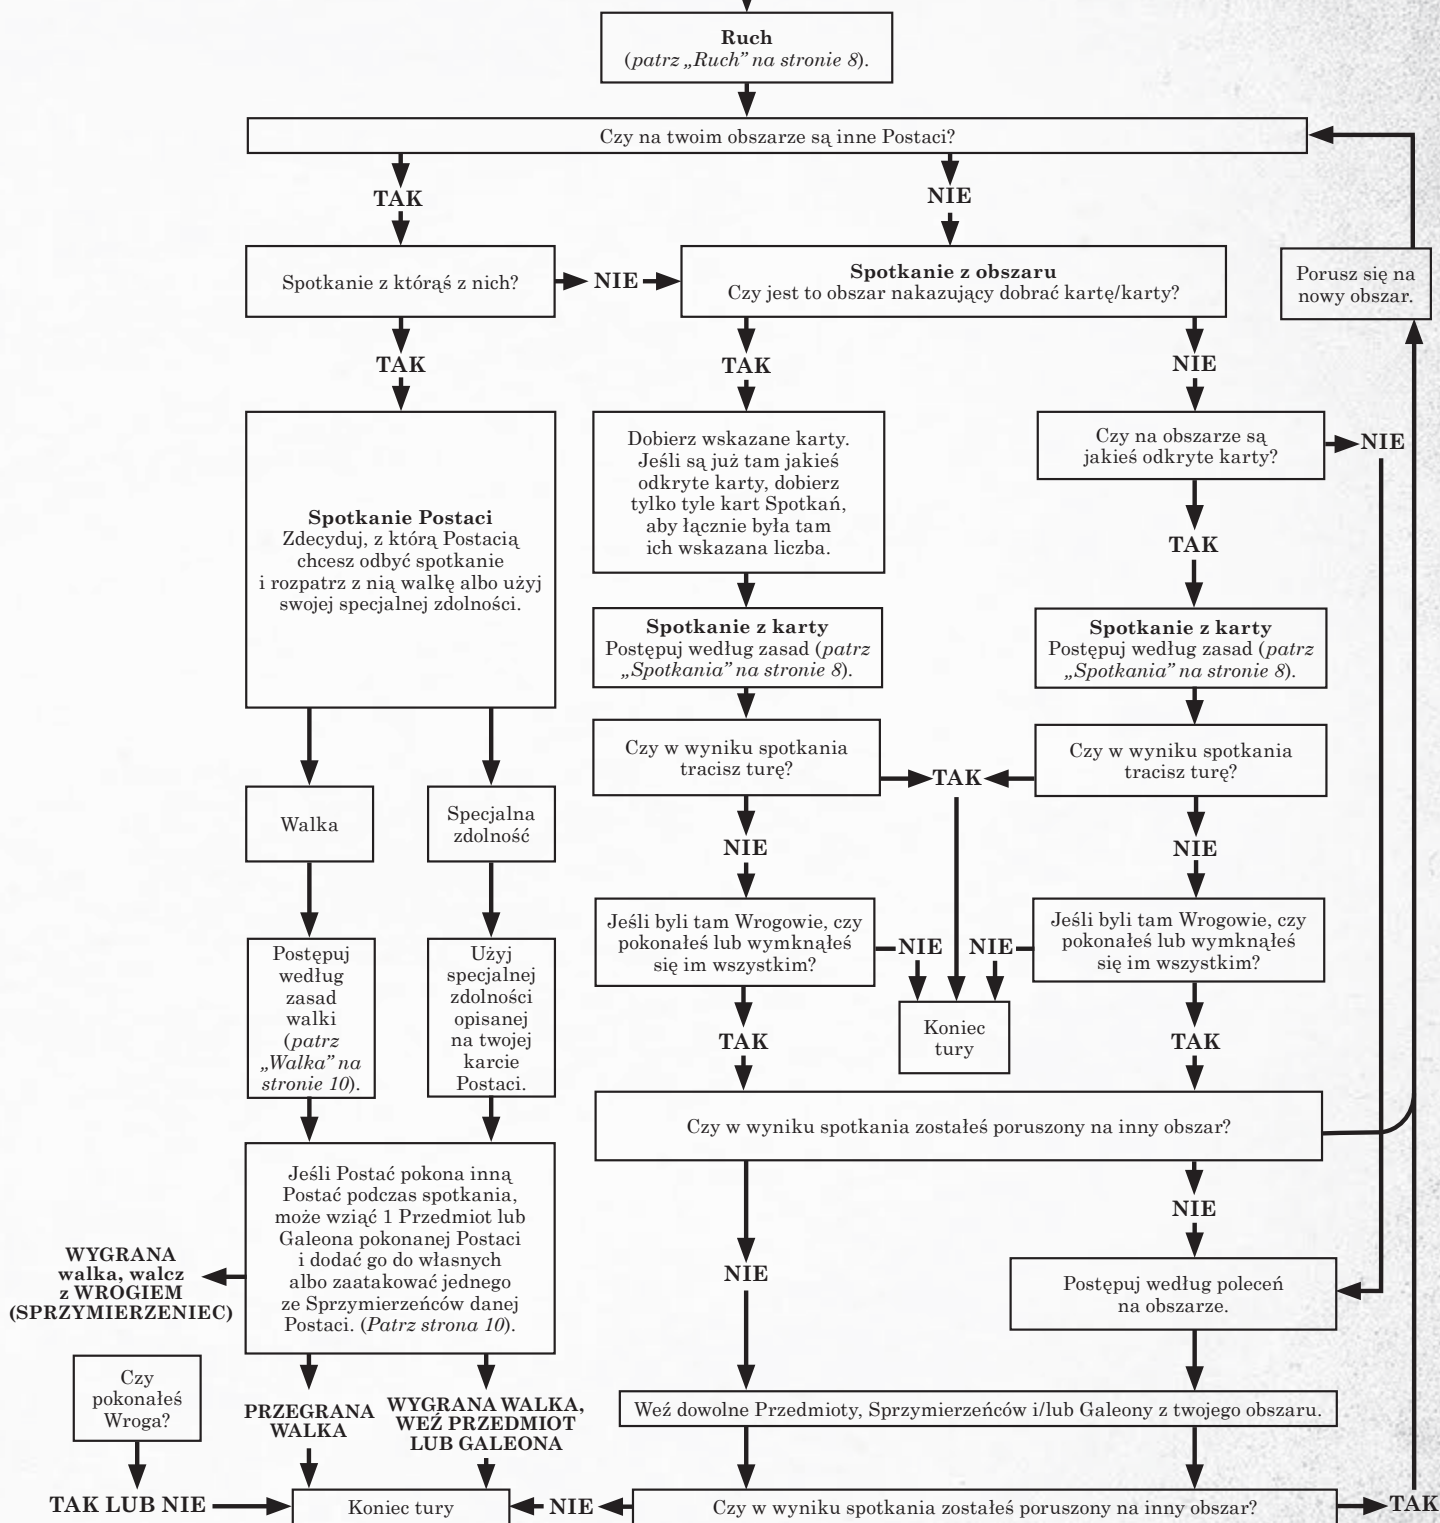 Ruch
(patrz „Ruch” na stronie 8).
Czy na twoim obszarze są inne Postaci?
TAK
NIE
Spotkanie z którąś z nich?
NIE
Spotkanie z obszaru
Czy jest to obszar nakazujący dobrać kartę/karty?
Porusz się na
nowy obszar.
TAK
TAK
NIE
Spotkanie Postaci
Zdecyduj, z którą Postacią
chcesz odbyć spotkanie
i rozpatrz z nią walkę albo użyj
swojej specjalnej zdolności.
Dobierz wskazane karty.
Jeśli są już tam jakieś
odkryte karty, dobierz
tylko tyle kart Spotkań,
aby łącznie była tam
ich wskazana liczba.
Czy na obszarze są
jakieś odkryte karty?
NIE
TAK
Spotkanie z karty
Postępuj według zasad (patrz
„Spotkania” na stronie 8).
Spotkanie z karty
Postępuj według zasad (patrz
„Spotkania” na stronie 8).
Czy w wyniku spotkania
tracisz turę?
TAK
Czy w wyniku spotkania
tracisz turę?
Walka
Specjalna
zdolność
NIE
NIE
Postępuj
według
zasad
walki
(patrz
„Walka” na
stronie 10).
Użyj
specjalnej
zdolności
opisanej
na twojej
karcie
Postaci.
Jeśli byli tam Wrogowie, czy
pokonałeś lub wymknąłeś
się im wszystkim?
NIE
NIE
Jeśli byli tam Wrogowie, czy
pokonałeś lub wymknąłeś
się im wszystkim?
Koniec
tury
TAK
TAK
Czy w wyniku spotkania zostałeś poruszony na inny obszar?
Jeśli Postać pokona inną
Postać podczas spotkania,
może wziąć 1 Przedmiot lub
Galeona pokonanej Postaci
i dodać go do własnych
albo zaatakować jednego
ze Sprzymierzeńców danej
Postaci. (Patrz strona 10).
WYGRANA
walka, walcz
z WROGIEM
(SPRZYMIERZENIEC)
NIE
NIE
Postępuj według poleceń
na obszarze.
Czy
pokonałeś
Wroga?
PRZEGRANA
WALKA
WYGRANA WALKA,
WEŹ PRZEDMIOT
LUB GALEONA
Weź dowolne Przedmioty, Sprzymierzeńców i/lub Galeony z twojego obszaru.
TAK LUB NIE
Koniec tury
NIE
Czy w wyniku spotkania zostałeś poruszony na inny obszar?
TAK